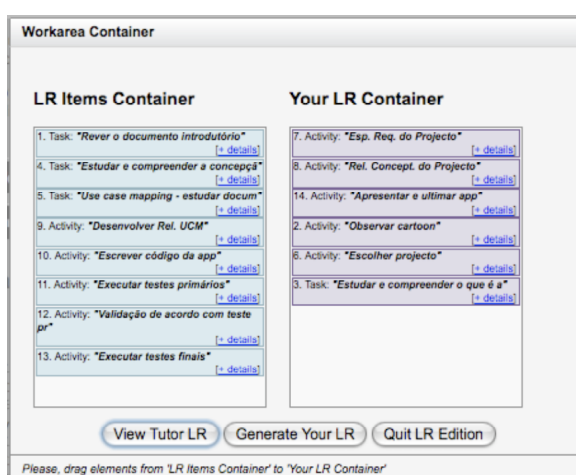 Workarea Container
LR Items Container
1. Task: "Rever o documento introdutório"
[+ details]
4. Task: "Estudar e compreender a concepçã"
[+ details]
5. Task: "Use case mapping - estudar docum"
[+ details]
9. Activity: "Desenvolver Rel. UCM"
[+ details]
10. Activity: "Escrever código da app"
[+ details]
11. Activity: "Executar testes primários"
[+ details]
12. Activity: "Validação de acordo com teste
pr"
[+ details]
13. Activity: "Executar testes finais"
[+ details]
Your LR Container
7. Activity: "Esp. Req. do Projecto"
[+ details]
8. Activity: "Rel. Concept. do Projecto"
[+ details]
14. Activity: "Apresentar e ultimar app"
[+ details]
2. Activity: "Observar cartoon"
[+ details]
6. Activity: "Escolher projecto"
[+ details]
3. Task: "Estudar e compreender o que é a"
[+ details]
View Tutor LR
Generate Your LR
Quit LR Edition
Please, drag elements from 'LR Items Container' to 'Your LR Container'